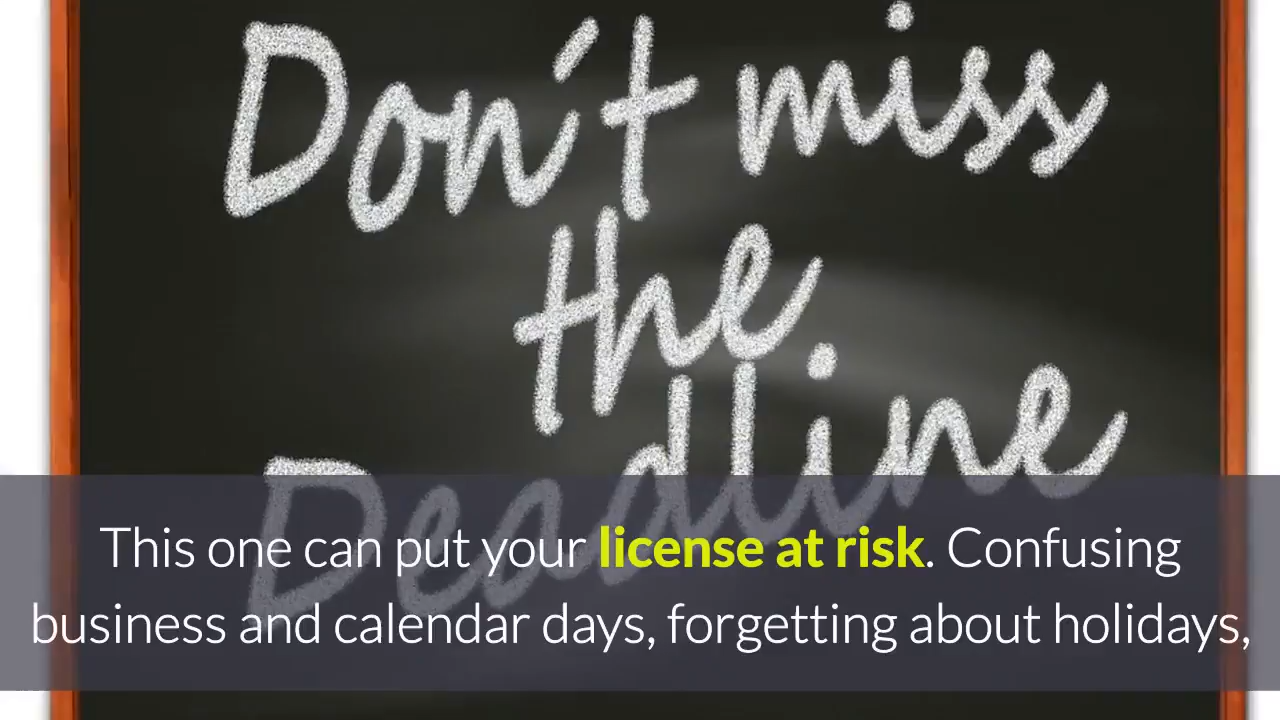 Don´t miss
the
Deadline
This one can put your license at risk. Confusing
business and calendar days, forgetting about holidays,